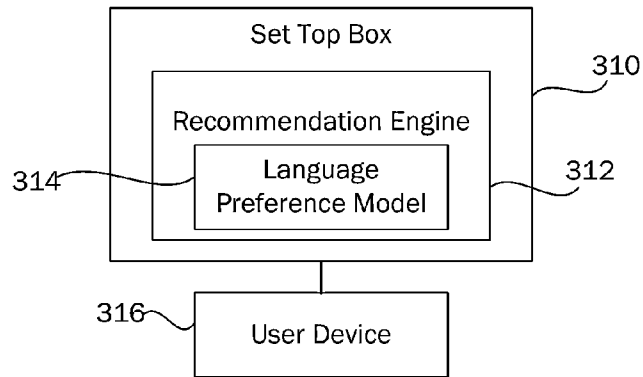 Set Top Box
310
Recommendation Engine
314
Language
Preference Model
312
316
User Device